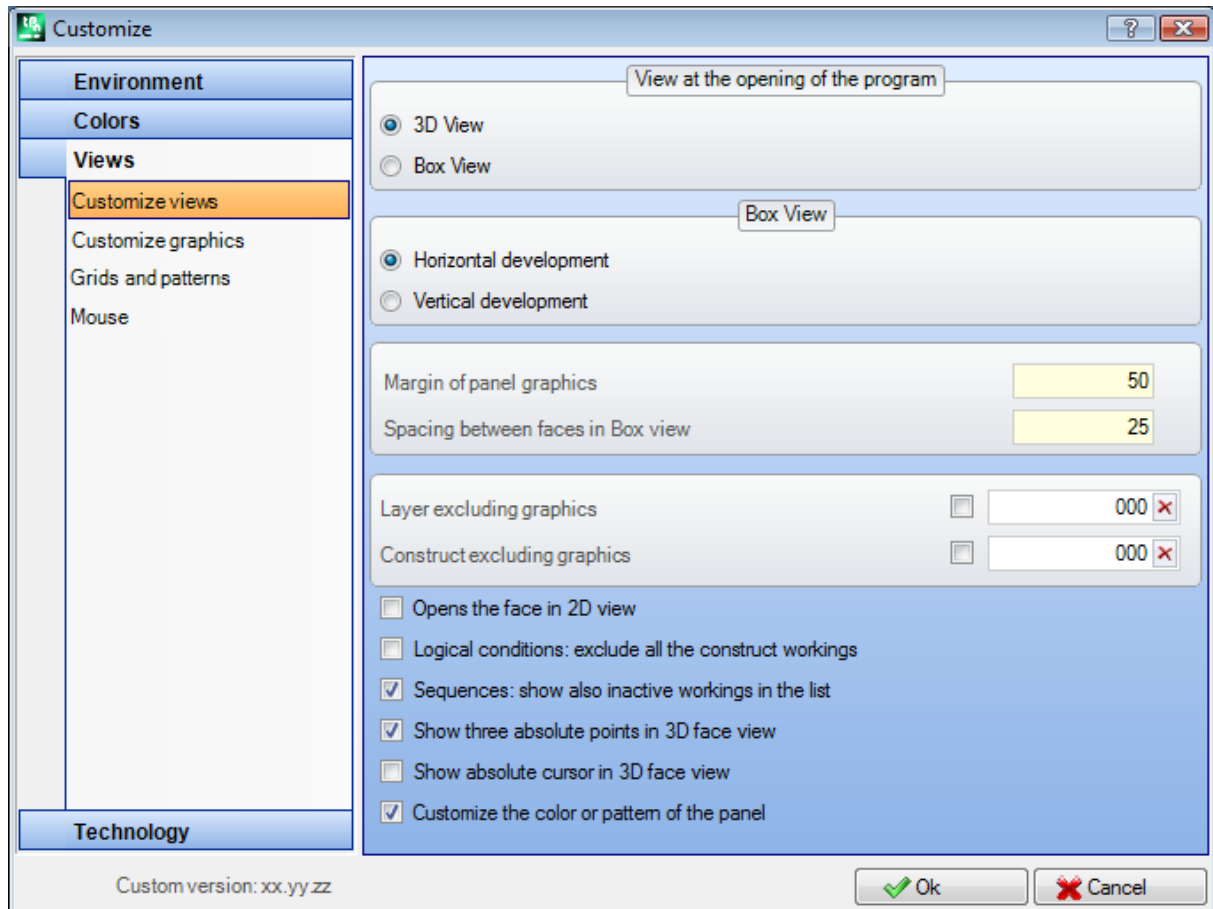 Customize
Environment
Colors
Views
Customize views
Customize graphics
Grids and patterns
Mouse
Technology
View at the opening of the program
3D View
Box View
Box View
Horizontal development
Vertical development
Margin of panel graphics 50
Spacing between faces in Box view 25
Layer excluding graphics 000
Construct excluding graphics 000
Opens the face in 2D view
Logical conditions: exclude all the construct workings
Sequences: show also inactive workings in the list
Show three absolute points in 3D face view
Show absolute cursor in 3D face view
Customize the color or pattern of the panel
Custom version: xx.yy.zz
Ok
Cancel